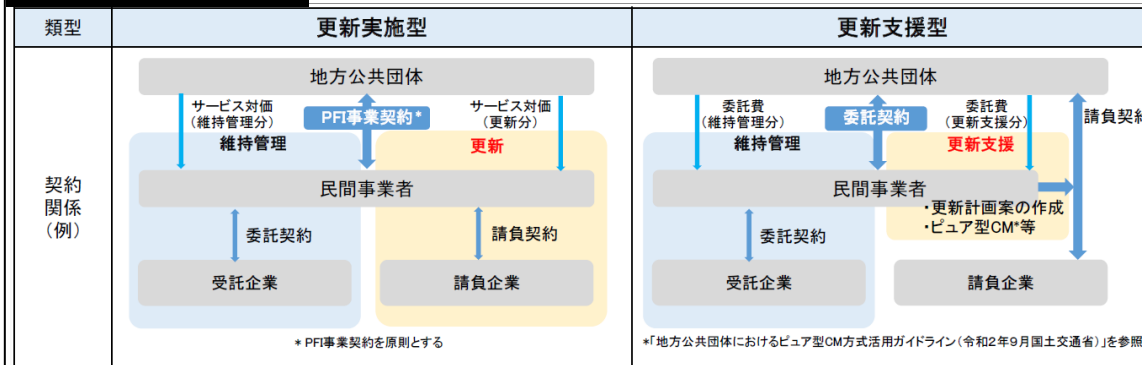 類型
更新実施型
更新支援型
契約
関係
(例)
地方公共団体
サービス対価
(維持管理分)
PFI事業契約*
サービス対価
(更新分)
維持管理
更新
民間事業者
委託契約
請負契約
受託企業
請負企業
* PFI事業契約を原則とする
地方公共団体
委託費
(維持管理分)
委託契約
委託費
(更新支援分)
請負契約
維持管理
更新支援
民間事業者
・更新計画案の作成
・ピュア型CM*等
委託契約
受託企業
請負企業
*「地方公共団体におけるピュア型CM方式活用ガイドライン(令和2年9月国土交通省)」を参照